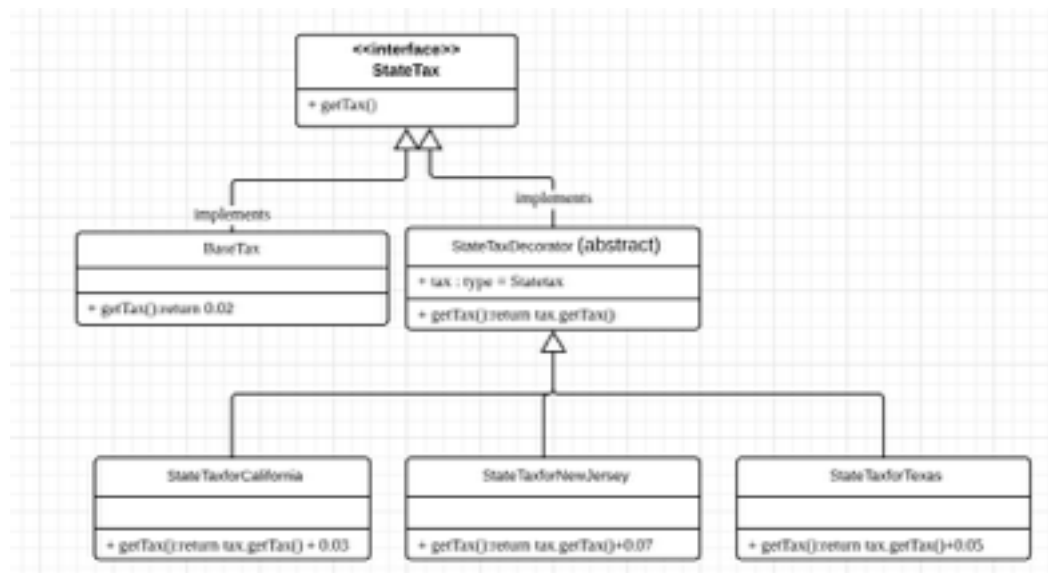 <<interface>>
StateTax
+ getTax()
implements
implements
BaseTax
StateTaxDecorator (abstract)
+ tax : type = Statetax
+ getTax():return 0.02
+ getTax():return tax.getTax()
StateTaxforCalifornia
StateTaxforNewJersey
StateTaxforTexas
+ getTax():return tax.getTax() + 0.03
+ getTax():return tax.getTax()+0.07
+ getTax():return tax.getTax()+0.05